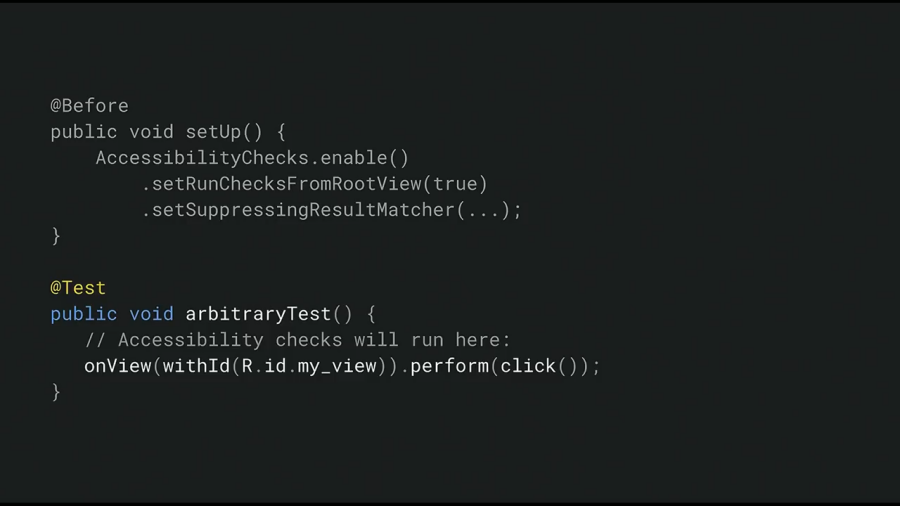 @Before
public void setUp() {
    AccessibilityChecks.enable()
        .setRunChecksFromRootView(true)
        .setSuppressingResultMatcher(...);
}

@Test
public void arbitraryTest() {
   // Accessibility checks will run here:
   onView(withId(R.id.my_view)).perform(click());
}